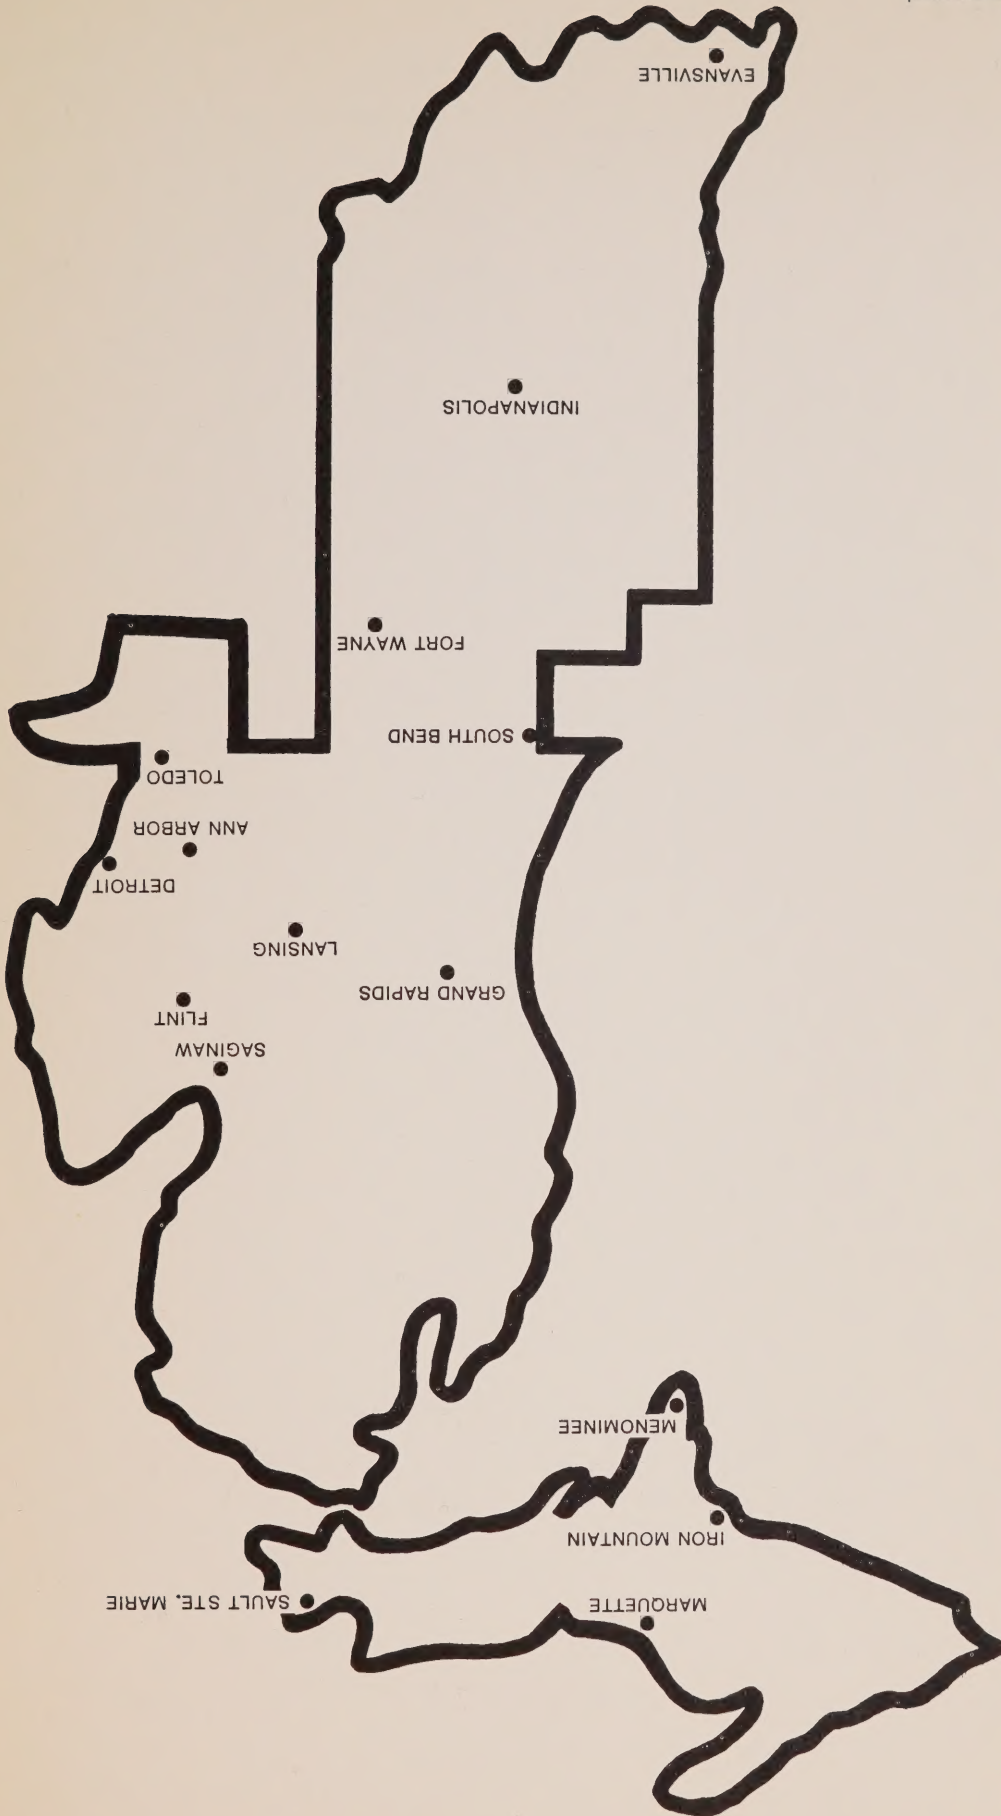 MARQUETTE
SAULT STE. MARIE
IRON MOUNTAIN
MENOMINEE
SAGINAW
FLINT
GRAND RAPIDS
LANSING
DETROIT
ANN ARBOR
TOLEDO
SOUTH BEND
FORT WAYNE
INDIANAPOLIS
EVANSVILLE